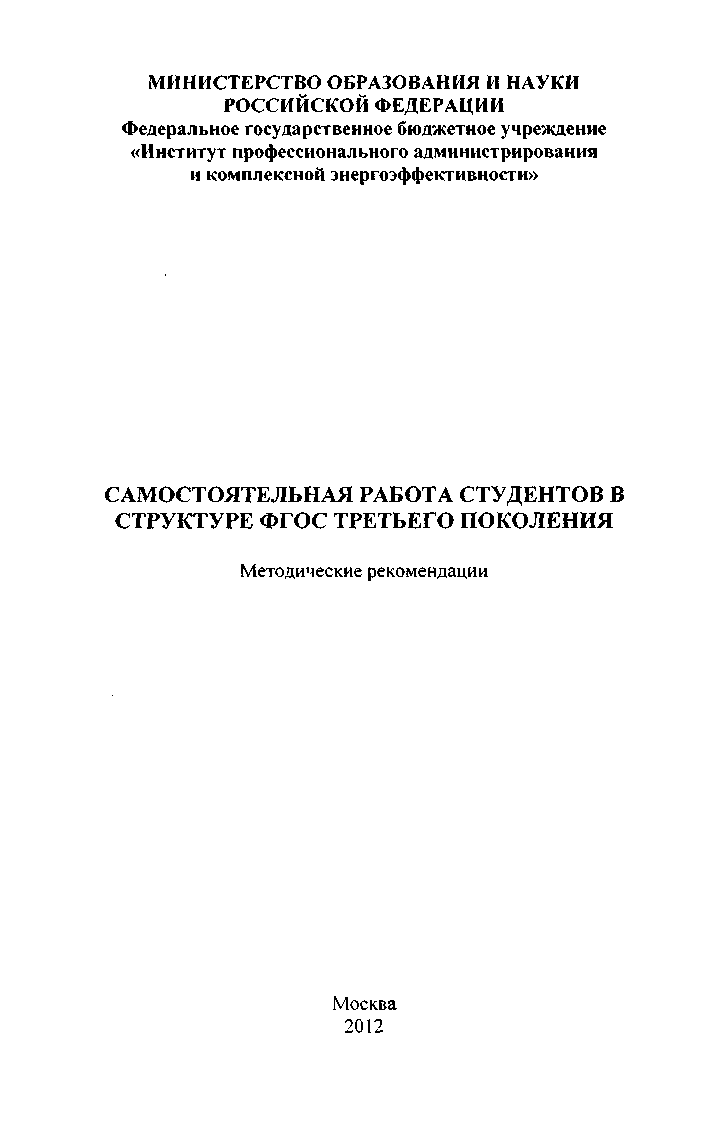 МИНИСТЕРСТВО ОБРАЗОВАНИЯ И НАУКИ
РОССИЙСКОЙ ФЕДЕРАЦИИ
Федеральное государственное бюджетное учреждение
«Институт профессионального администрирования
и комплексной энергоэффективности»
САМОСТОЯТЕЛЬНАЯ РАБОТА СТУДЕНТОВ В
СТРУКТУРЕ ФГОС ТРЕТЬЕГО ПОКОЛЕНИЯ
Методические рекомендации
Москва
2012